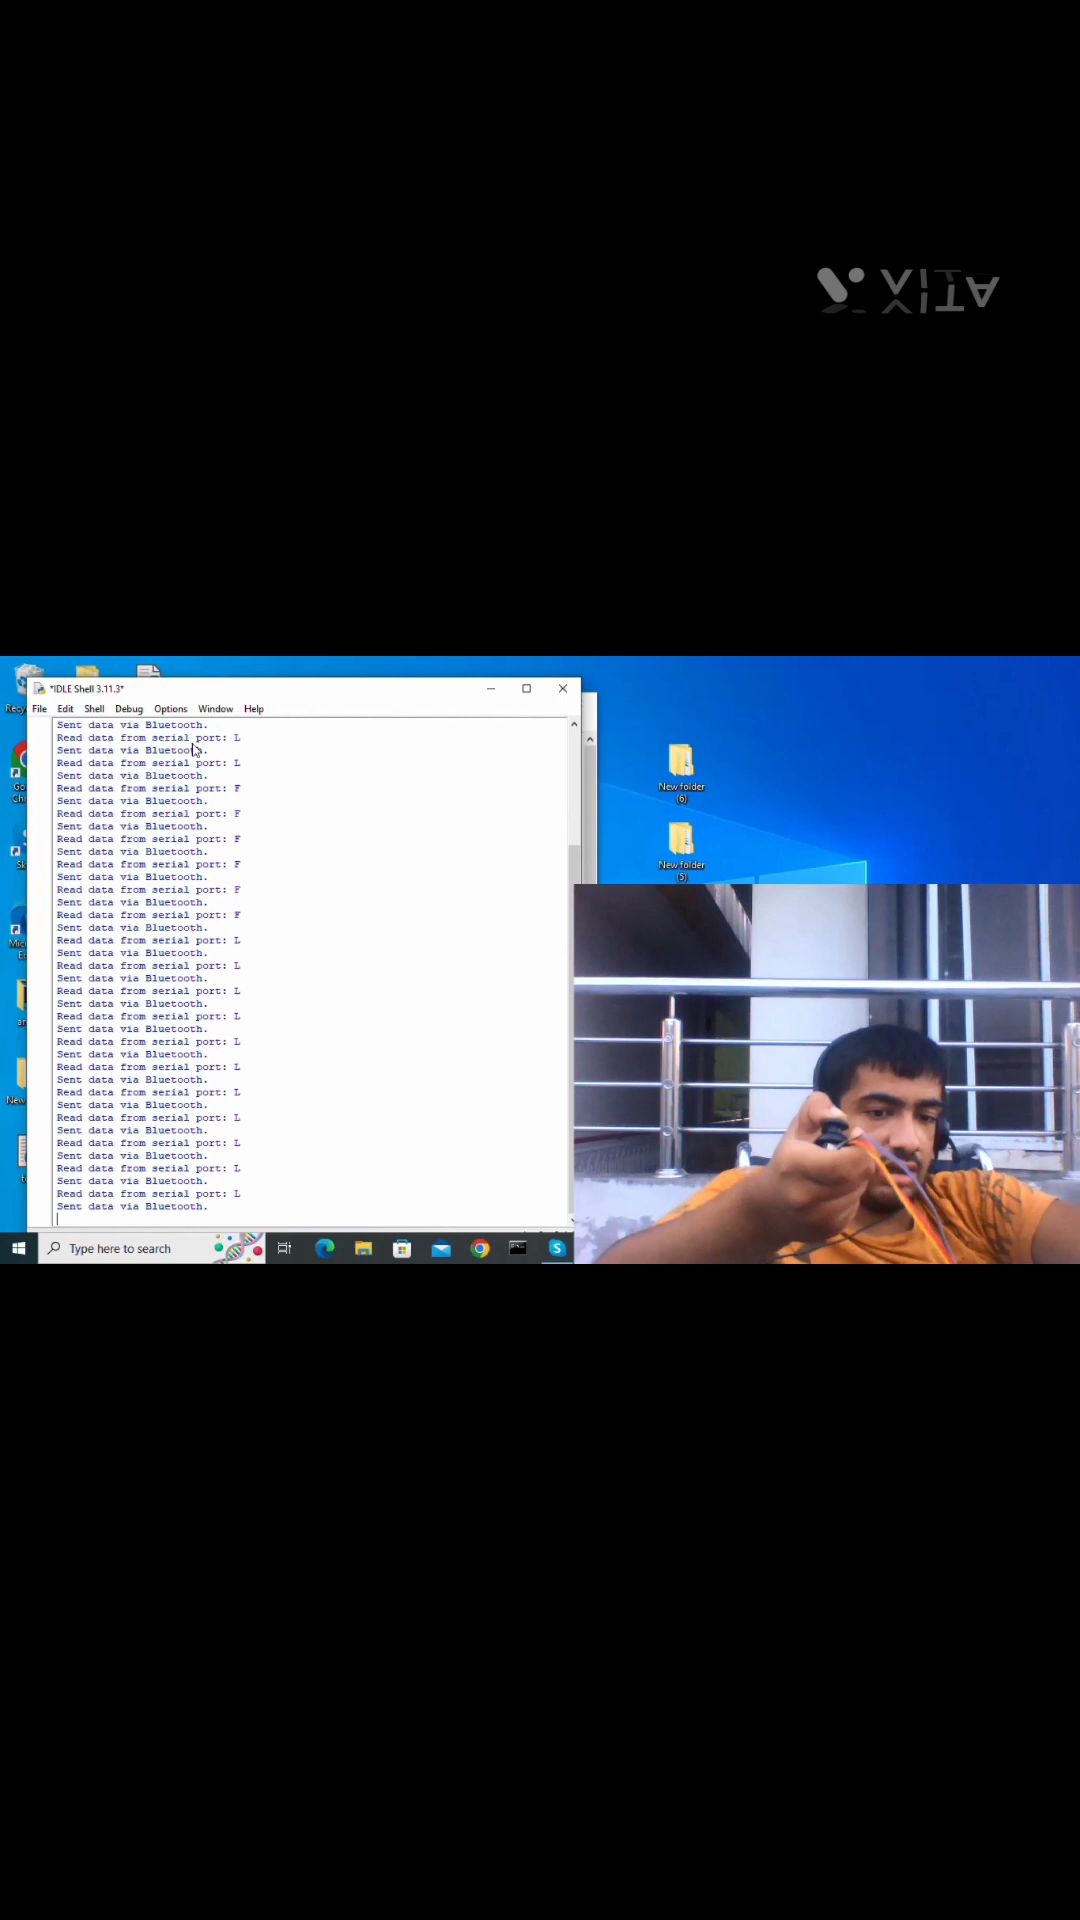 VITA
*IDLE Shell 3.11.3*
File Edit Shell Debug Options Window Help
Sent data via Bluetooth.
Read data from serial port: L
Sent data via Bluetooth.
Read data from serial port: L
Sent data via Bluetooth.
Read data from serial port: F
Sent data via Bluetooth.
Read data from serial port: F
Sent data via Bluetooth.
Read data from serial port: F
Sent data via Bluetooth.
Read data from serial port: F
Sent data via Bluetooth.
Read data from serial port: F
Sent data via Bluetooth.
Read data from serial port: F
Sent data via Bluetooth.
Read data from serial port: L
Sent data via Bluetooth.
Read data from serial port: L
Sent data via Bluetooth.
Read data from serial port: L
Sent data via Bluetooth.
Read data from serial port: L
Sent data via Bluetooth.
Read data from serial port: L
Sent data via Bluetooth.
Read data from serial port: L
Sent data via Bluetooth.
Read data from serial port: L
Sent data via Bluetooth.
Read data from serial port: L
Sent data via Bluetooth.
Read data from serial port: L
Sent data via Bluetooth.
Read data from serial port: L
Sent data via Bluetooth.
Read data from serial port: L
Sent data via Bluetooth.
New folder
(6)
New folder
(5)
New
Type here to search